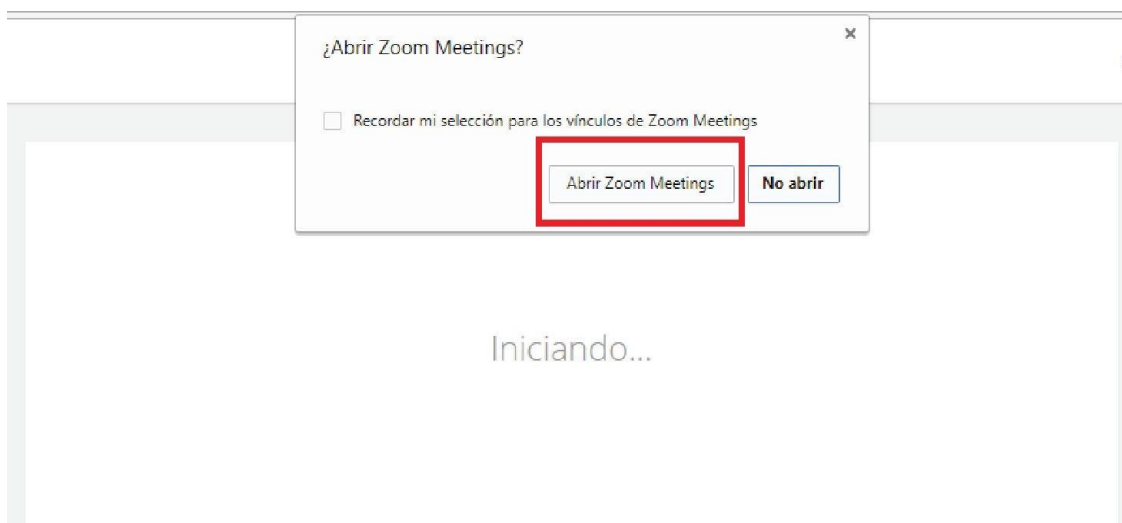 ¿Abrir Zoom Meetings?
Recordar mi selección para los vínculos de Zoom Meetings
Abrir Zoom Meetings
No abrir
Iniciando...